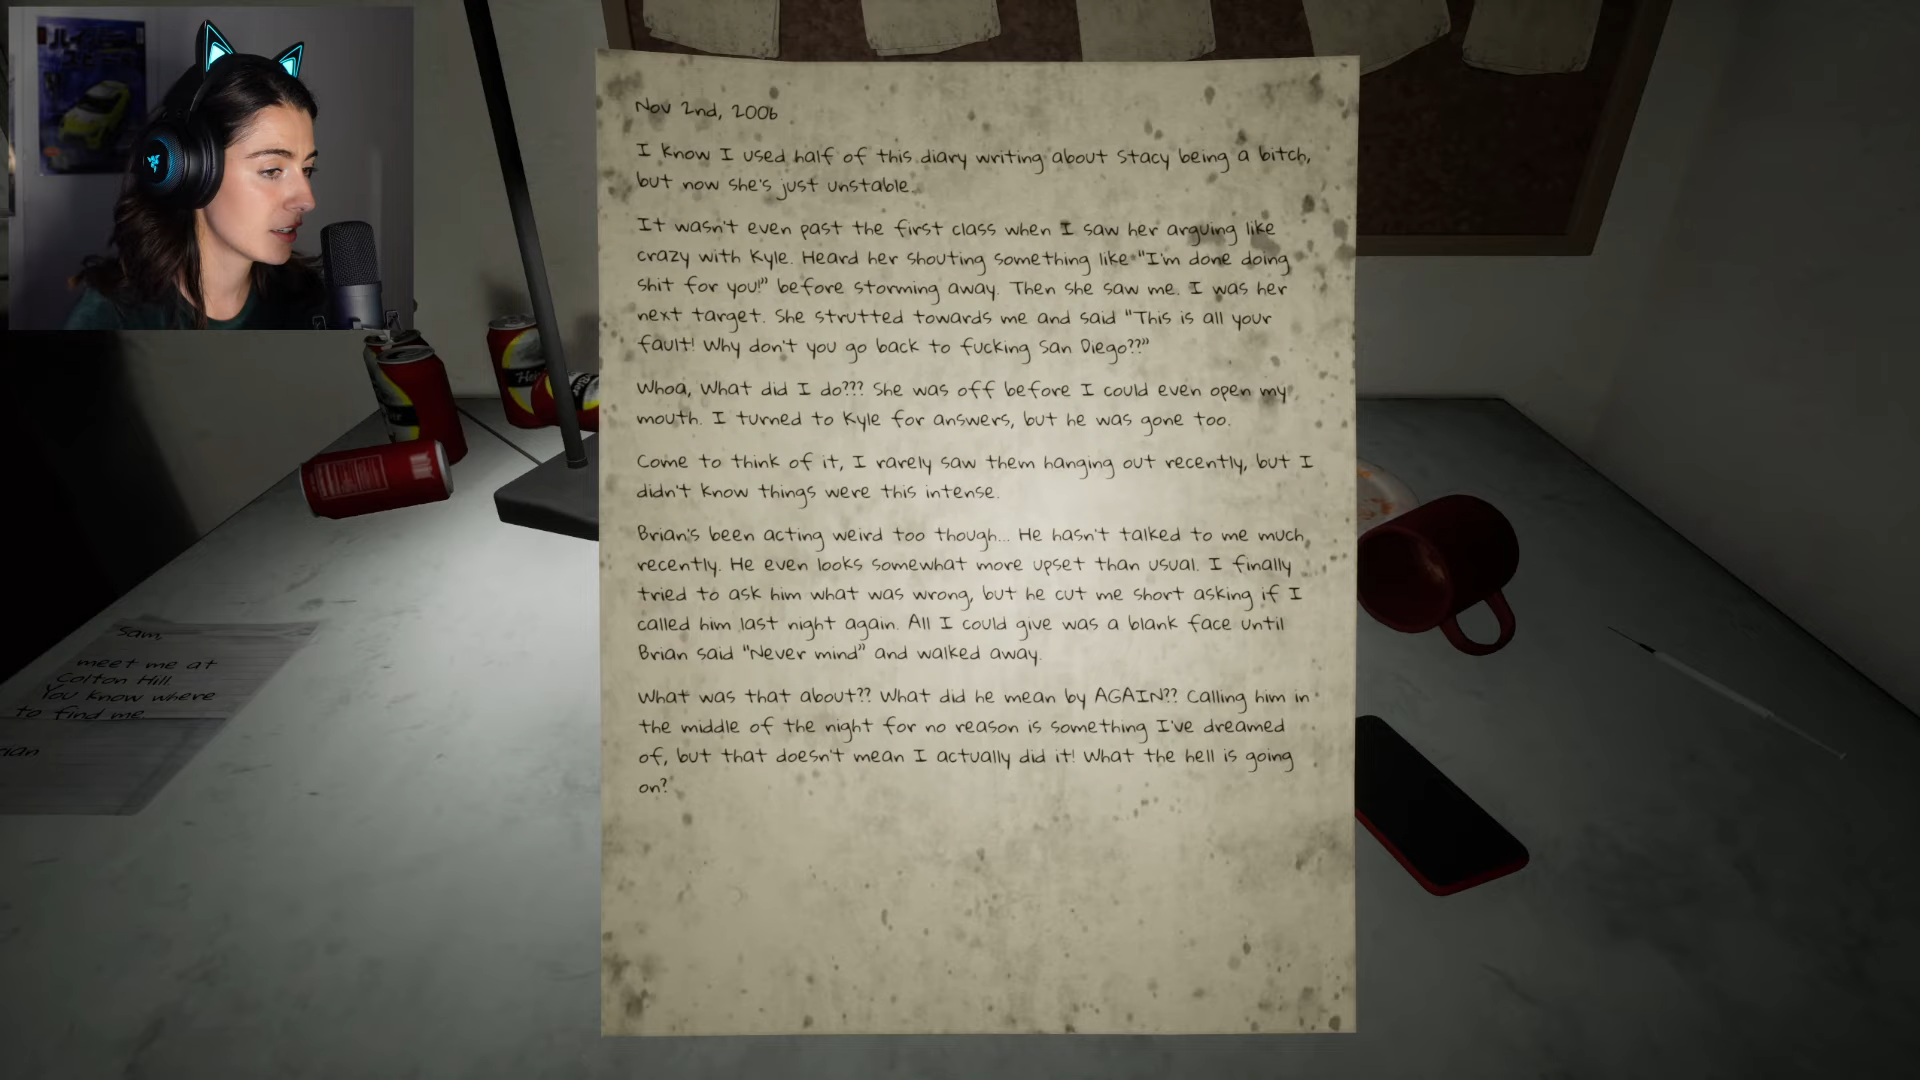 Nov 2nd, 2006
I know I used half of this diary writing about Stacy being a bitch,
but now she's just unstable.
It wasn't even past the first class when I saw her arguing like
crazy with Kyle. Heard her shouting something like "I'm done doing
shit for you!" before storming away. Then she saw me. I was her
next target. She strutted towards me and said "This is all your
fault! Why don't you go back to fucking San Diego??"
Whoa, What did I do??? She was off before I could even open my
mouth. I turned to Kyle for answers, but he was gone too.
Come to think of it, I rarely saw them hanging out recently, but I
didn't know things were this intense.
Brian's been acting weird too though... He hasn't talked to me much
recently. He even looks somewhat more upset than usual. I finally
tried to ask him what was wrong, but he cut me short asking if I
called him last night again. All I could give was a blank face until
Brian said "Never mind" and walked away.
What was that about?? What did he mean by AGAIN?? Calling him in
the middle of the night for no reason is something I've dreamed
of, but that doesn't mean I actually did it! What the hell is going
on?
Sam,
meet me at
Colton Hill.
You know where
to find me